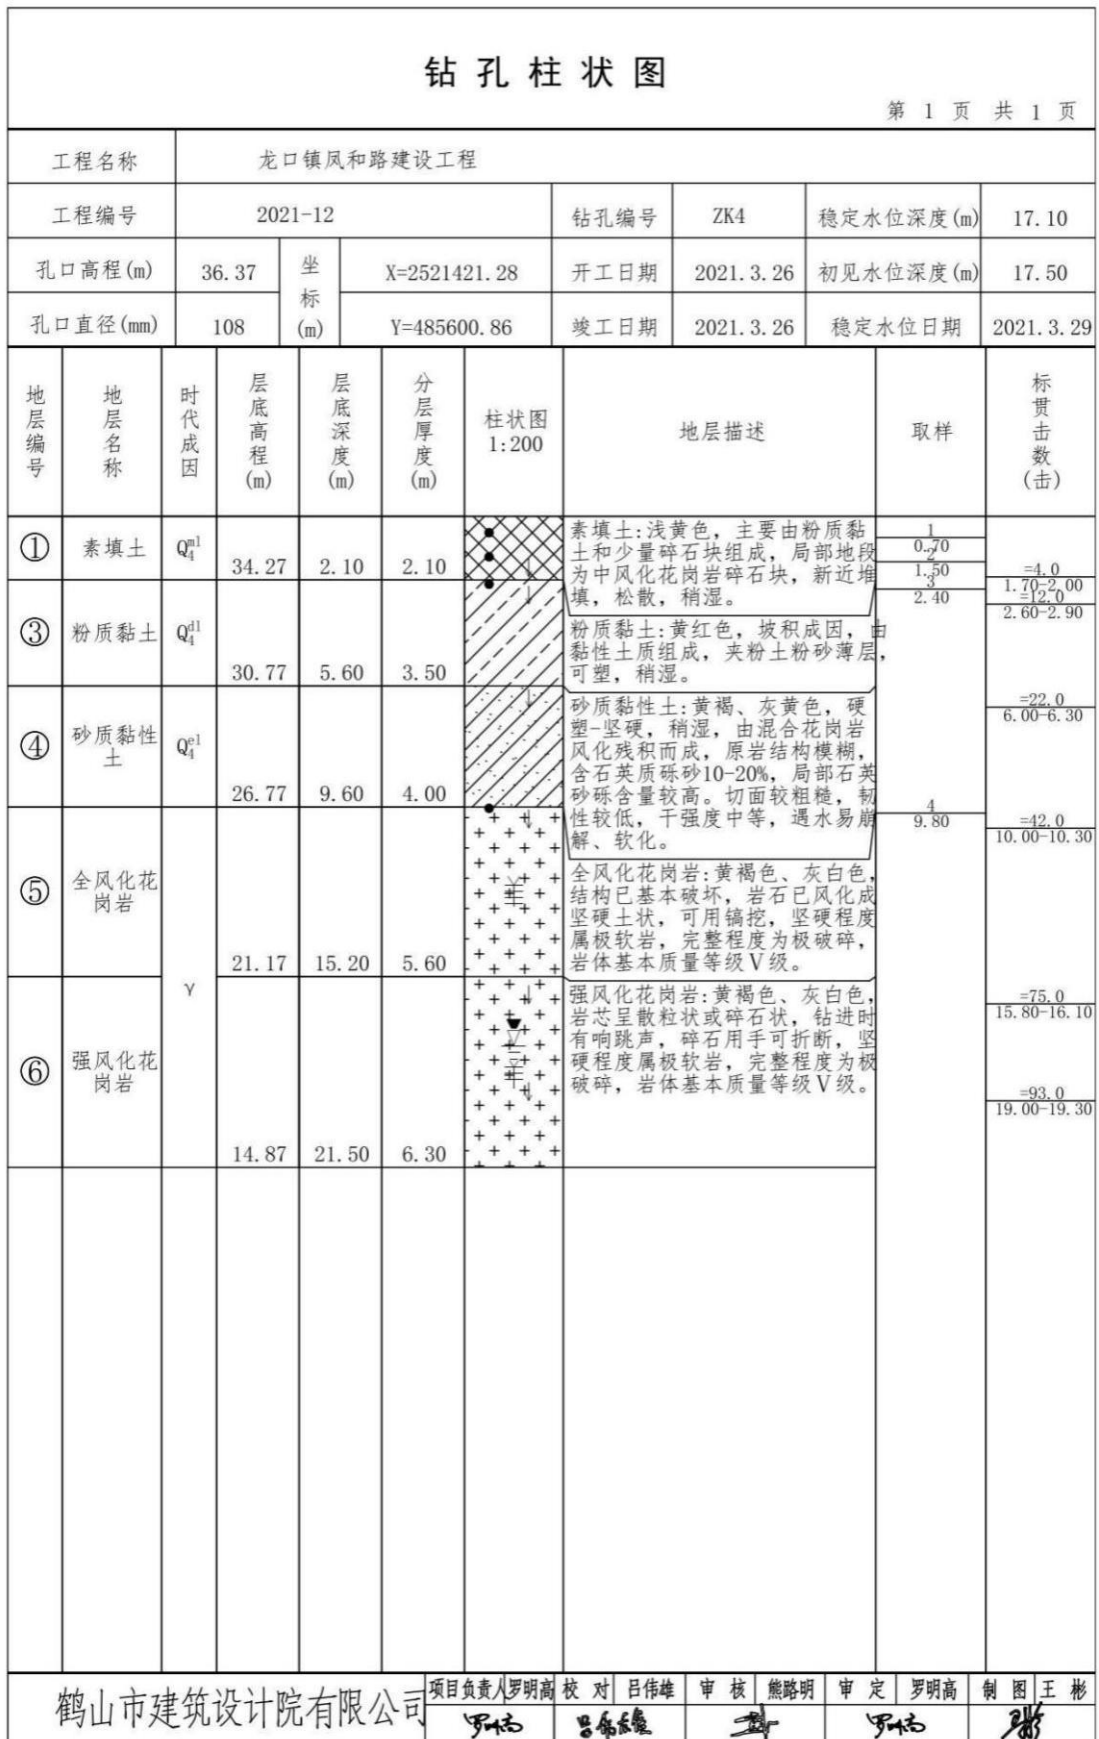 钻孔柱状图
第 1 页 共 1 页
工程名称 龙口镇凤和路建设工程
工程编号 2021-12 钻孔编号 ZK4 稳定水位深度(m) 17.10
孔口高程(m) 36.37 坐标(m) X=2521421.28 开工日期 2021.3.26 初见水位深度(m) 17.50
孔口直径(mm) 108 Y=485600.86 竣工日期 2021.3.26 稳定水位日期 2021.3.29
地层编号 地层名称 时代成因 层底高程(m) 层底深度(m) 分层厚度(m) 柱状图 1:200 地层描述 取样 标贯击数(击)
① 素填土 Q4ml 34.27 2.10 2.10
素填土:浅黄色，主要由粉质黏
土和少量碎石块组成，局部地段
为中风化花岗岩碎石块，新近堆
填，松散，稍湿。
1
0.70
2
1.50
3
2.40
=4.0
1.70-2.00
=12.0
2.60-2.90
③ 粉质黏土 Q4dl 30.77 5.60 3.50
粉质黏土:黄红色，坡积成因，由
黏性土质组成，夹粉土粉砂薄层，
可塑，稍湿。
④ 砂质黏性土 Q4el 26.77 9.60 4.00
砂质黏性土:黄褐、灰黄色，硬
塑-坚硬，稍湿，由混合花岗岩
风化残积而成，原岩结构模糊，
含石英质砾砂10-20%，局部石英
砂砾含量较高。切面较粗糙，韧
性较低，干强度中等，遇水易崩
解、软化。
=22.0
6.00-6.30
4
9.80
=42.0
10.00-10.30
⑤ 全风化花岗岩 γ 21.17 15.20 5.60
全风化花岗岩:黄褐色、灰白色，
结构已基本破坏，岩石已风化成
坚硬土状，可用镐挖，坚硬程度
属极软岩，完整程度为极破碎，
岩体基本质量等级Ⅴ级。
⑥ 强风化花岗岩 14.87 21.50 6.30
强风化花岗岩:黄褐色、灰白色，
岩芯呈散粒状或碎石状，钻进时
有响跳声，碎石用手可折断，坚
硬程度属极软岩，完整程度为极
破碎，岩体基本质量等级Ⅴ级。
=75.0
15.80-16.10
=93.0
19.00-19.30
鹤山市建筑设计院有限公司 项目负责人 罗明高 校 对 吕伟雄 审 核 熊路明 审 定 罗明高 制 图 王 彬